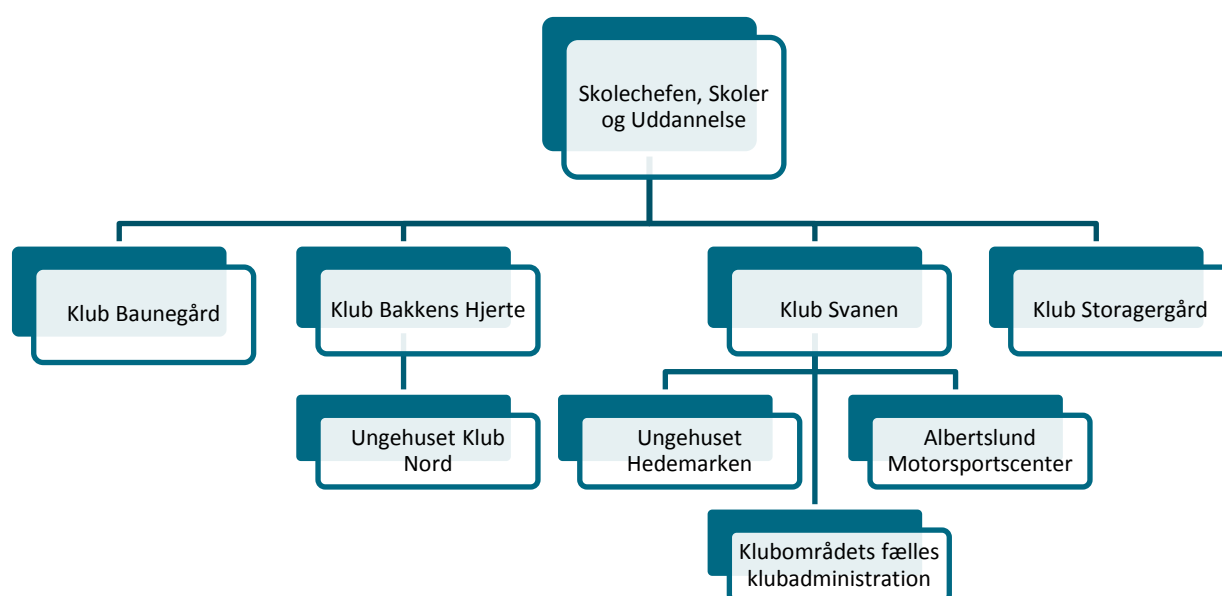 Skolechefen, Skoler
og Uddannelse
Klub Baunegård
Klub Bakkens Hjerte
Klub Svanen
Klub Storagergård
Ungehuset Klub
Nord
Ungehuset
Hedemarken
Albertslund
Motorsportscenter
Klubområdets fælles
klubadministration